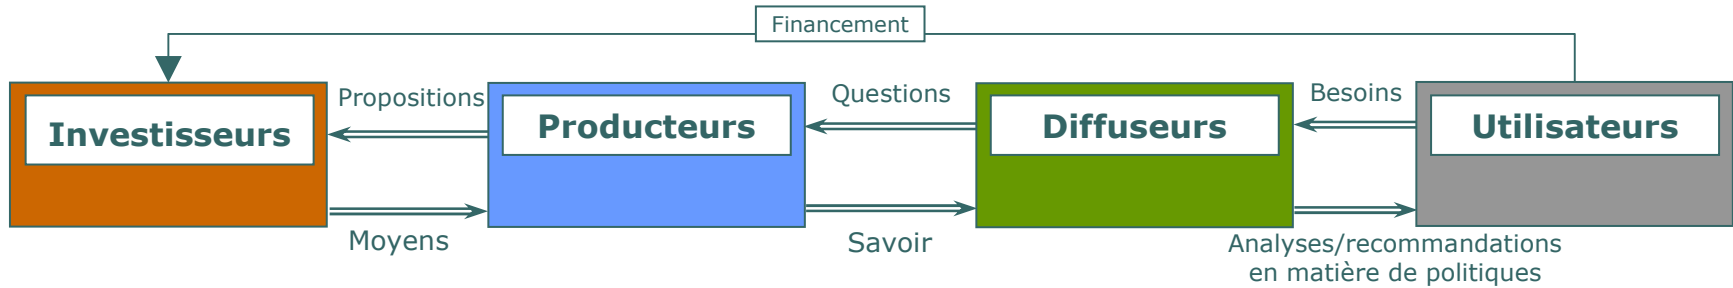 Financement
Propositions
Questions
Besoins
Investisseurs
Producteurs
Diffuseurs
Utilisateurs
Moyens
Savoir
Analyses/recommandations
en matière de politiques